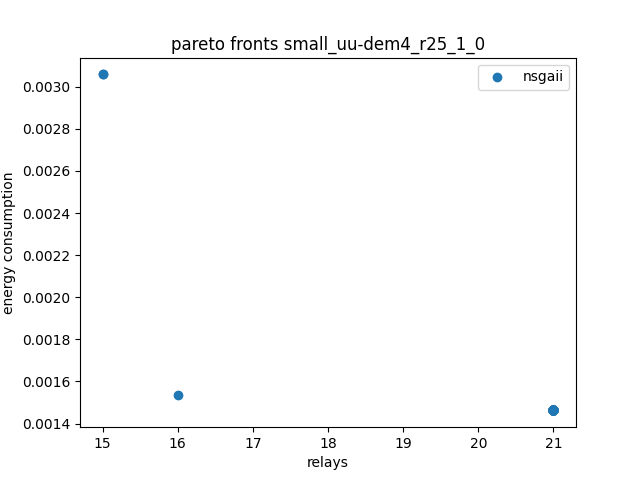 pareto fronts small_uu-dem4_r25_1_0
nsgaii
energy consumption
0.0030
0.0028
0.0026
0.0024
0.0022
0.0020
0.0018
0.0016
0.0014
15 16 17 18 19 20 21
relays